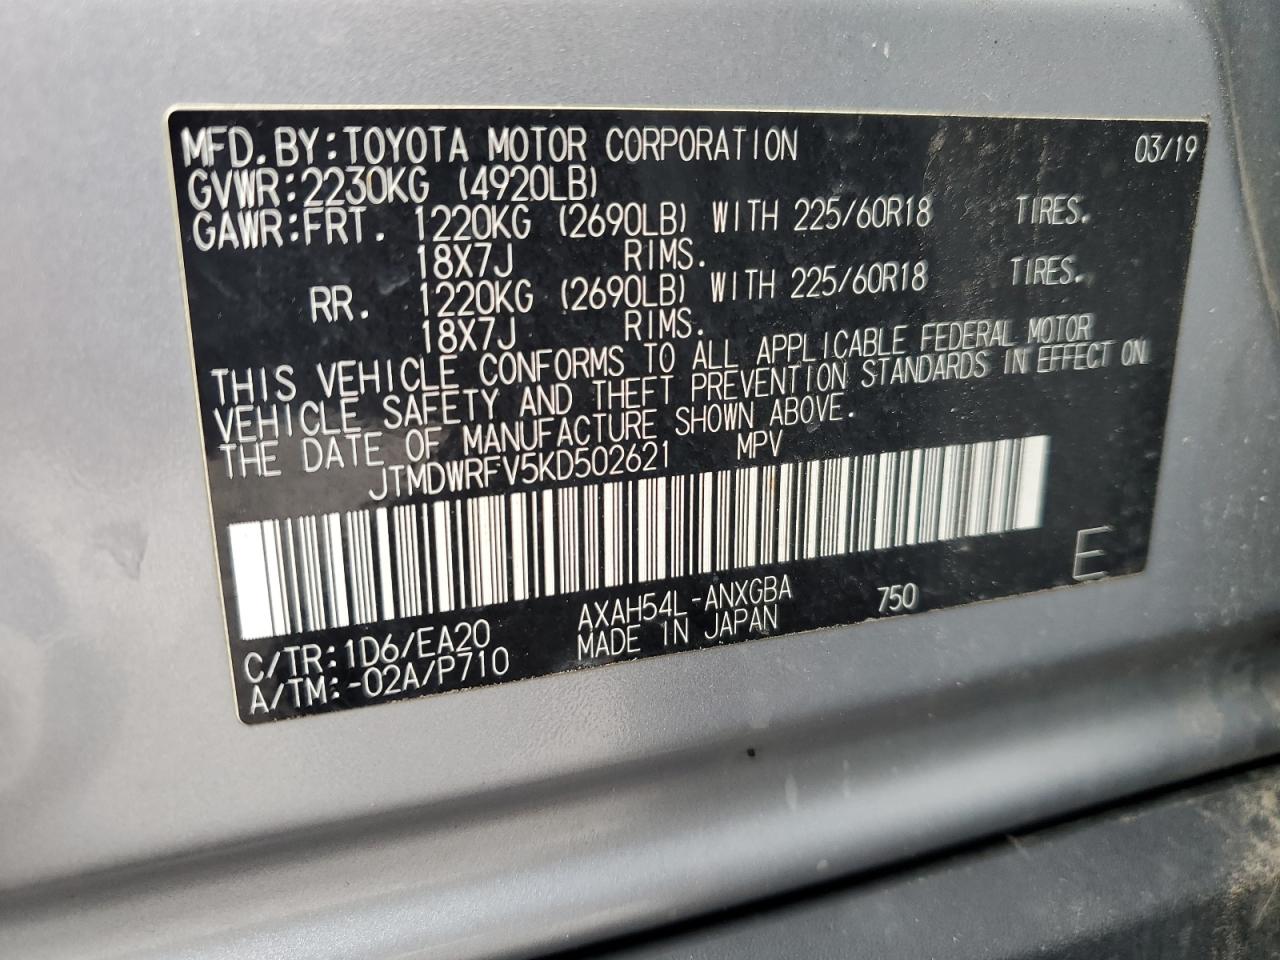 MFD. BY: TOYOTA MOTOR CORPORATION 03/19
GVWR: 2230KG (4920LB)
GAWR: FRT. 1220KG (2690LB) WITH 225/60R18 TIRES.
18X7J RIMS.
RR. 1220KG (2690LB) WITH 225/60R18 TIRES.
18X7J RIMS.
THIS VEHICLE CONFORMS TO ALL APPLICABLE FEDERAL MOTOR
VEHICLE SAFETY AND THEFT PREVENTION STANDARDS IN EFFECT ON
THE DATE OF MANUFACTURE SHOWN ABOVE.
JTMDWRFV5KD502621 MPV
E
C/TR: 1D6/EA20 AXAH54L-ANXGBA 750
A/TM: -02A/P710 MADE IN JAPAN